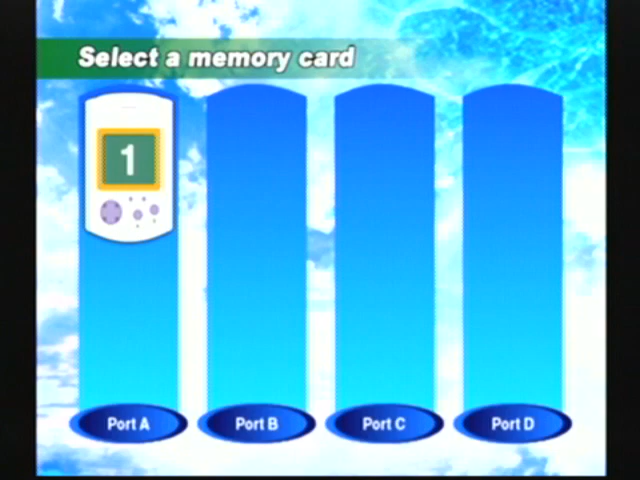 Select a memory card
1
Port A
Port B
Port C
Port D